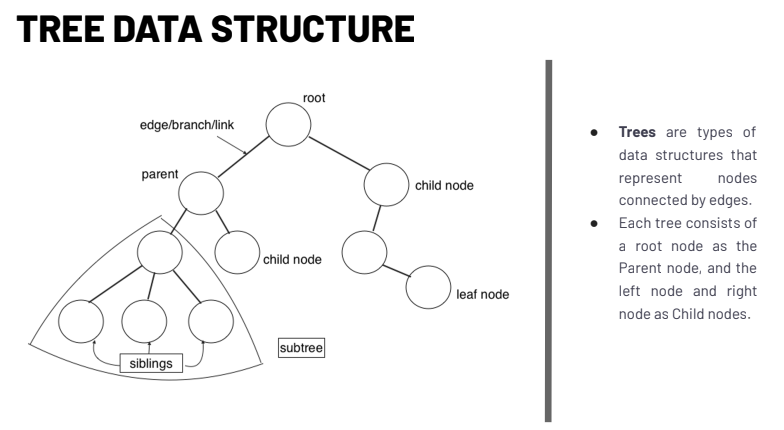 TREE DATA STRUCTURE
root
edge/branch/link
parent
child node
child node
leaf node
subtree
siblings
● Trees are types of
data structures that
represent nodes
connected by edges.
● Each tree consists of
a root node as the
Parent node, and the
left node and right
node as Child nodes.